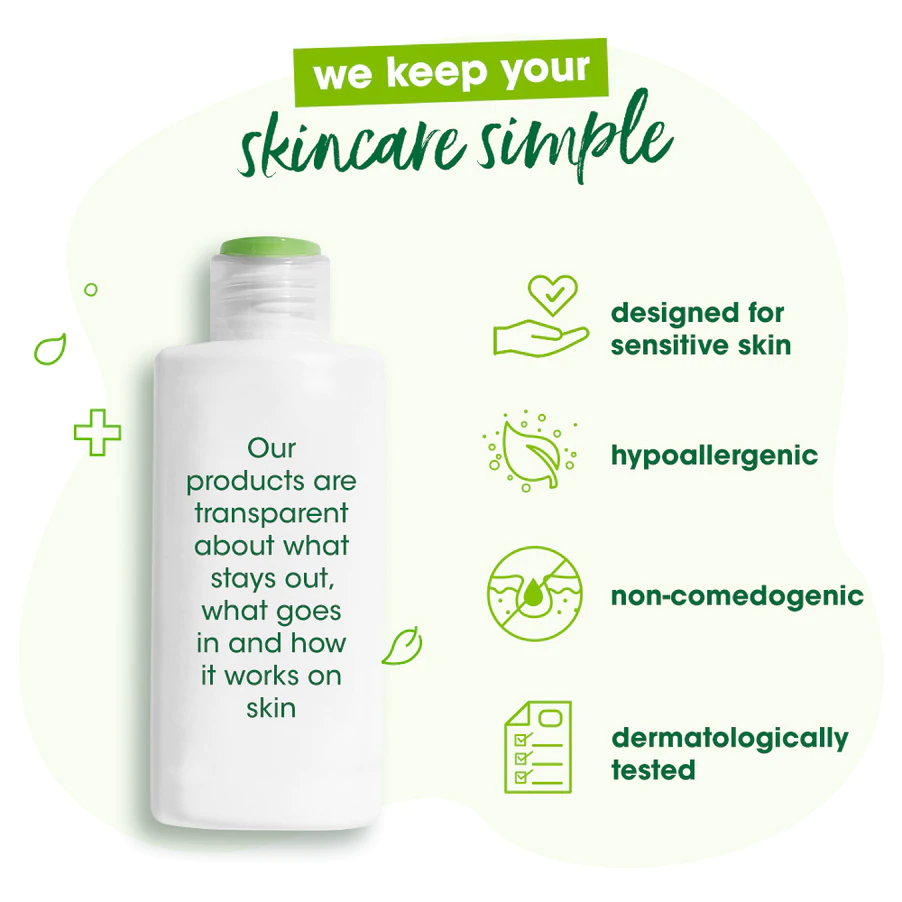 we keep your
skincare simple
Our
products are
transparent
about what
stays out,
what goes
in and how
it works on
skin
designed for
sensitive skin
hypoallergenic
non-comedogenic
dermatologically
tested